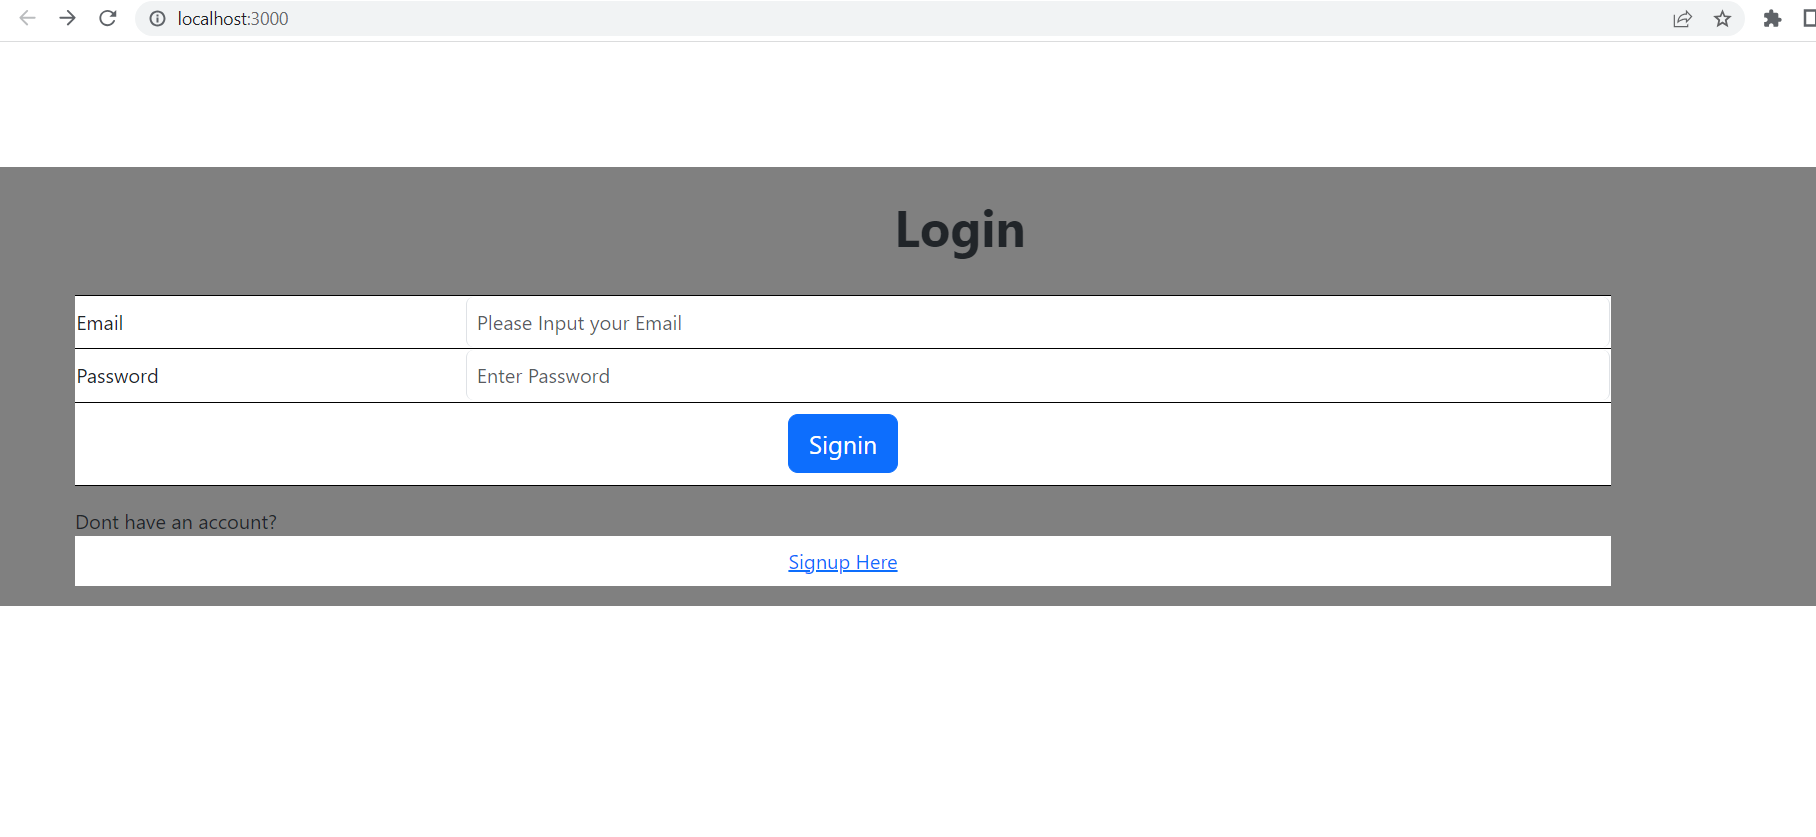 localhost:3000
Login
Email Please Input your Email
Password Enter Password
Signin
Dont have an account?
Signup Here